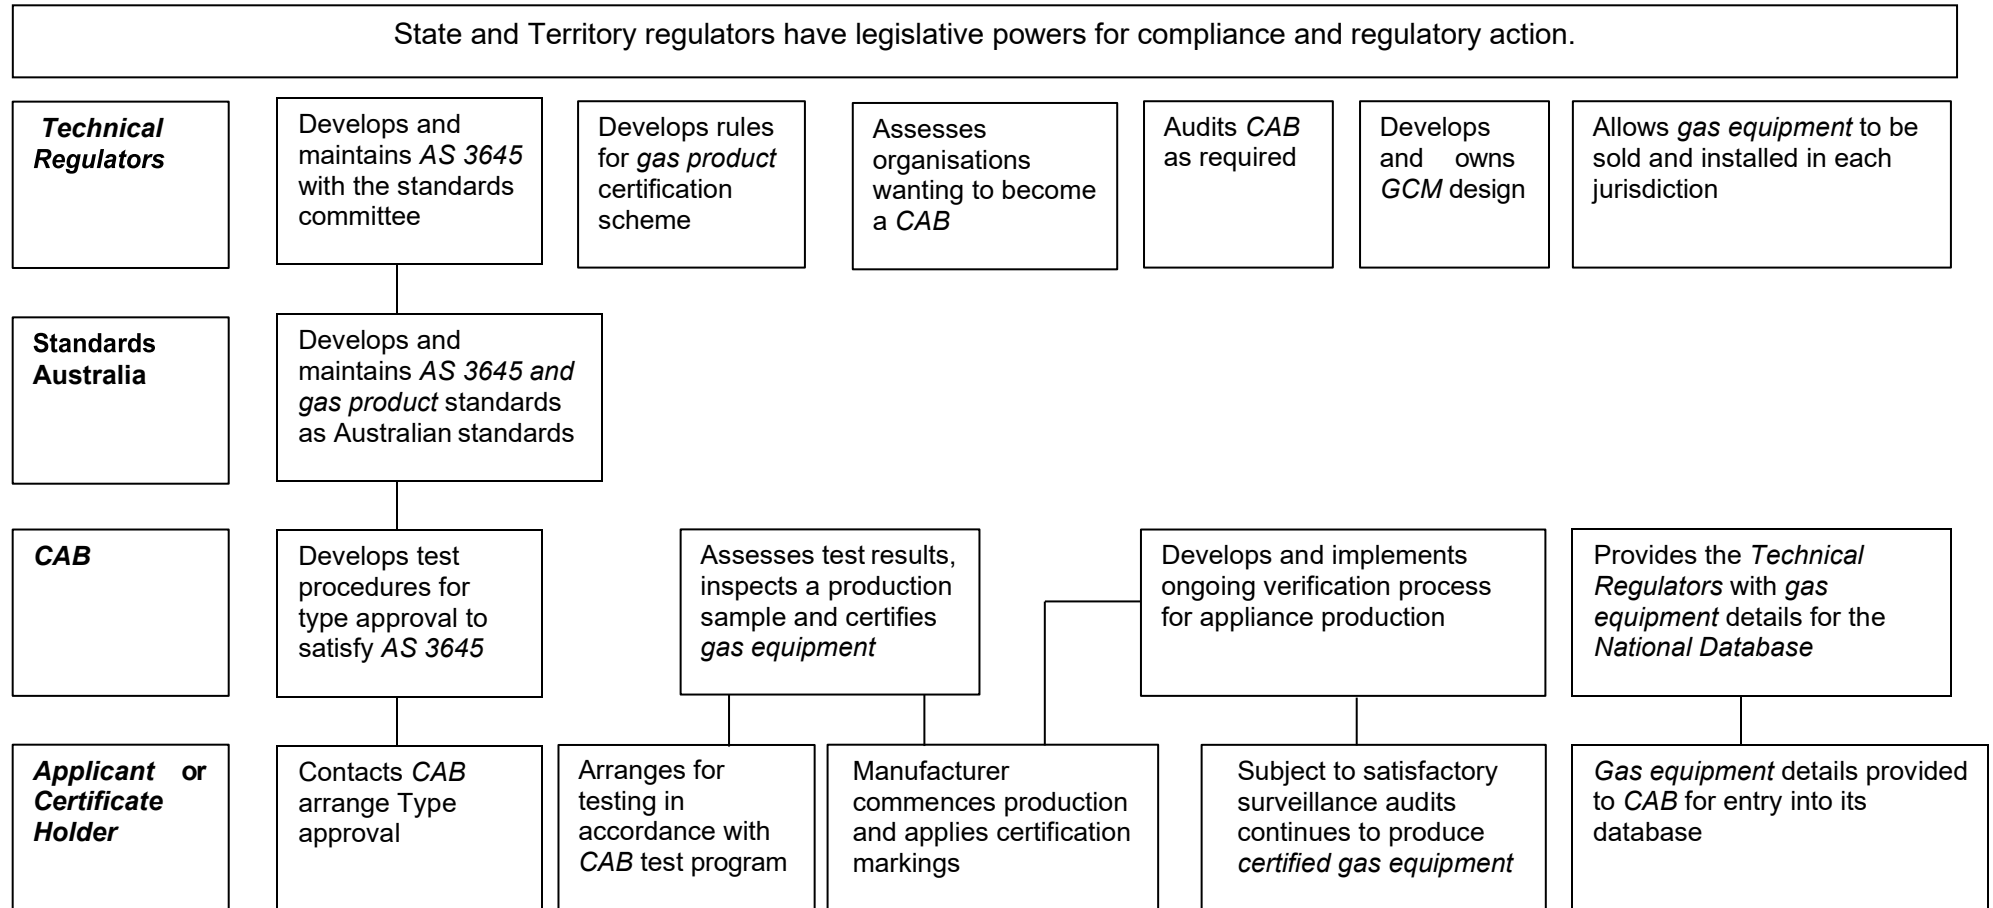 State and Territory regulators have legislative powers for compliance and regulatory action.
Technical
Regulators
Develops and
maintains AS 3645
with the standards
committee
Develops rules
for gas product
certification
scheme
Assesses
organisations
wanting to become
a CAB
Audits CAB
as required
Develops
and owns
GCM design
Allows gas equipment to be
sold and installed in each
jurisdiction
Standards
Australia
Develops and
maintains AS 3645 and
gas product standards
as Australian standards
CAB
Develops test
procedures for
type approval to
satisfy AS 3645
Assesses test results,
inspects a production
sample and certifies
gas equipment
Develops and implements
ongoing verification process
for appliance production
Provides the Technical
Regulators with gas
equipment details for the
National Database
Applicant or
Certificate
Holder
Contacts CAB
arrange Type
approval
Arranges for
testing in
accordance with
CAB test program
Manufacturer
commences production
and applies certification
markings
Subject to satisfactory
surveillance audits
continues to produce
certified gas equipment
Gas equipment details provided
to CAB for entry into its
database